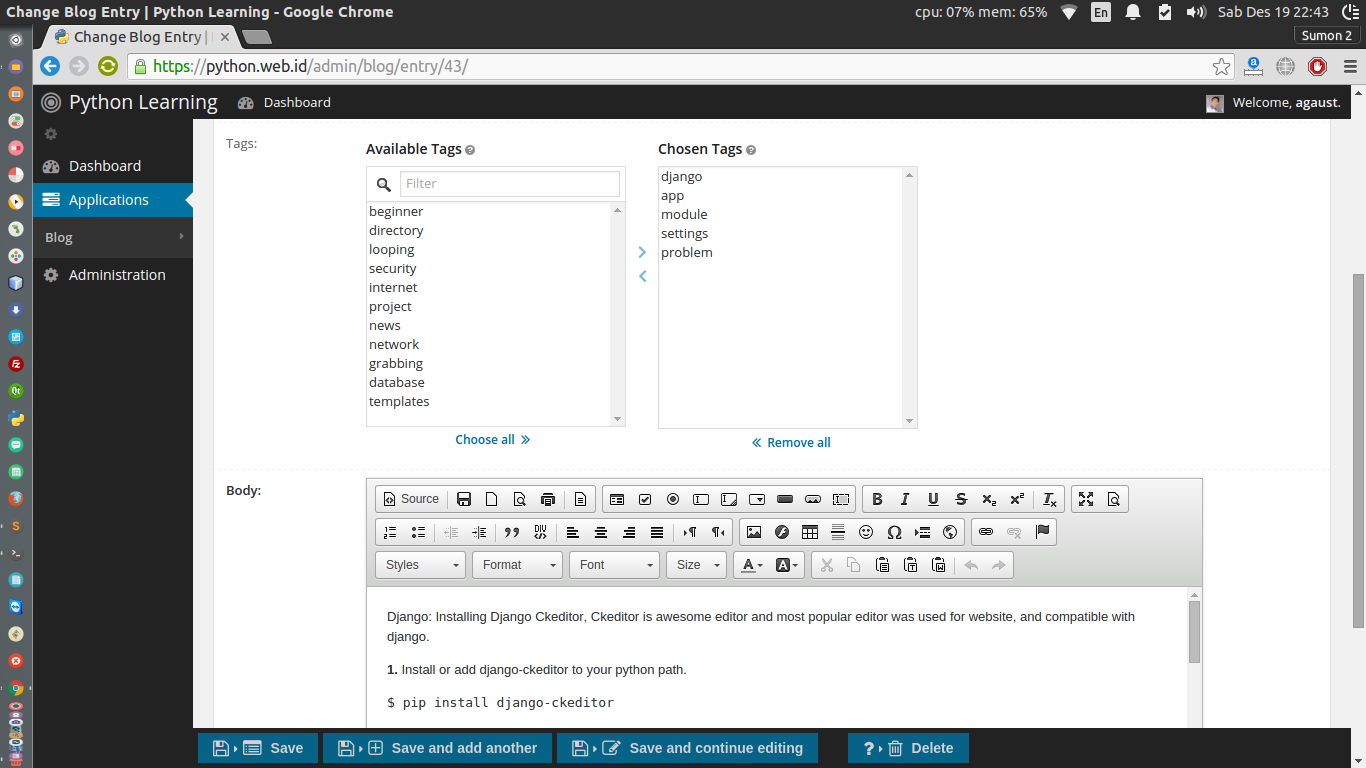 Change Blog Entry | Python Learning - Google Chrome
cpu: 07% mem: 65%
En
Sab Des 19 22:43
Change Blog Entry |
Sumon 2
https://python.web.id/admin/blog/entry/43/
Python Learning
Dashboard
Welcome, agaust.
Dashboard
Applications
Blog
Administration
Tags:
Available Tags
Filter
beginner
directory
looping
security
internet
project
news
network
grabbing
database
templates
Choose all
Chosen Tags
django
app
module
settings
problem
Remove all
Body:
Source
B I U S x₂ x² Tx
DIV
Ω
Styles
Format
Font
Size
A
A
Django: Installing Django Ckeditor, Ckeditor is awesome editor and most popular editor was used for website, and compatible with
django.
1. Install or add django-ckeditor to your python path.
$ pip install django-ckeditor
Save
Save and add another
Save and continue editing
? Delete